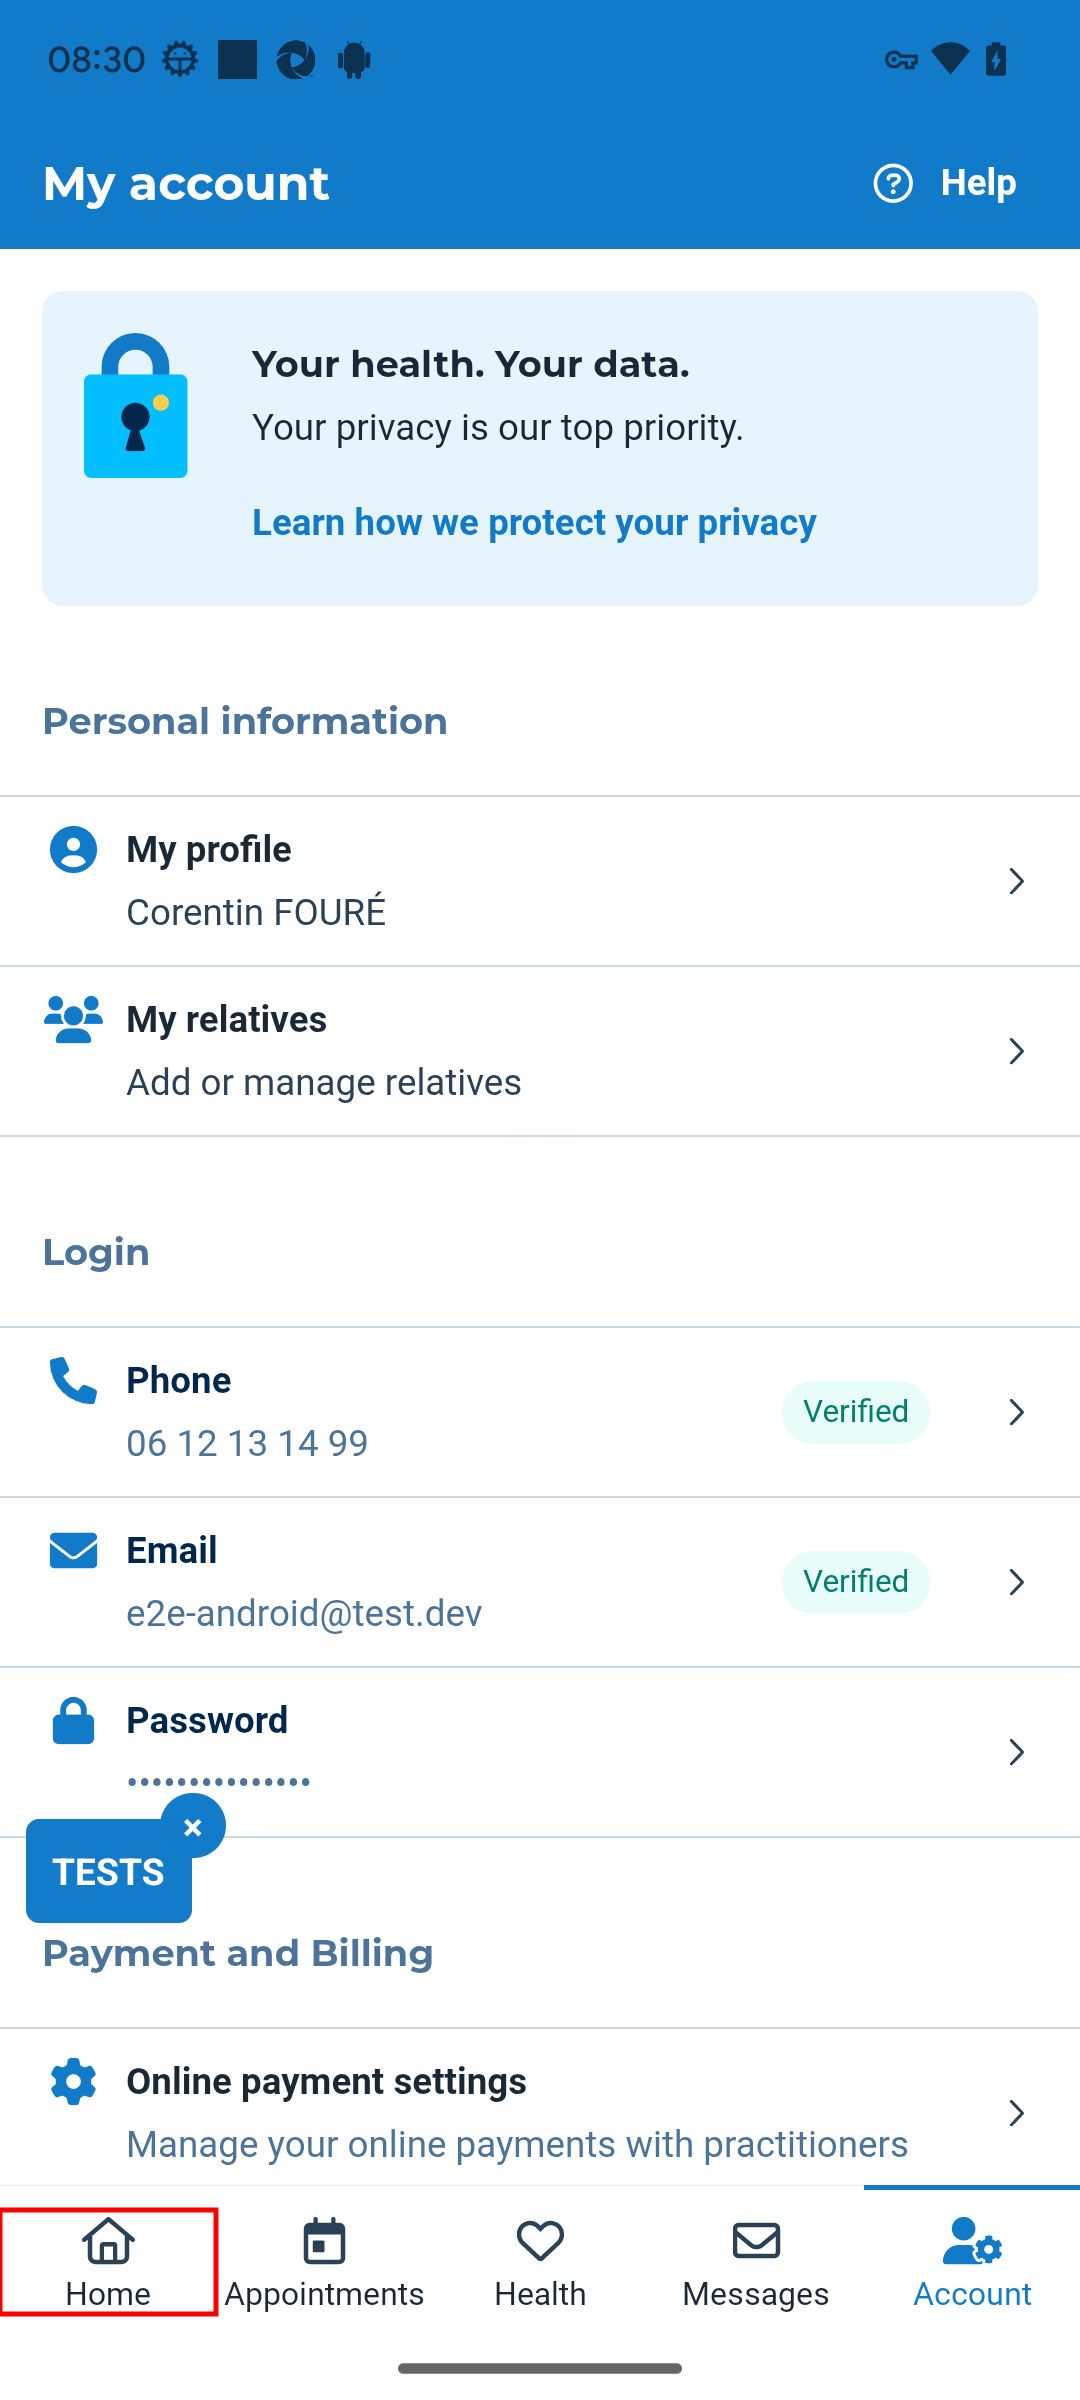 08:30
My account
Help
Your health. Your data.
Your privacy is our top priority.
Learn how we protect your privacy
Personal information
My profile
Corentin FOURÉ
My relatives
Add or manage relatives
Login
Phone
06 12 13 14 99
Verified
Email
e2e-android@test.dev
Verified
Password
•••••••••••••••
TESTS
Payment and Billing
Online payment settings
Manage your online payments with practitioners
Home
Appointments
Health
Messages
Account